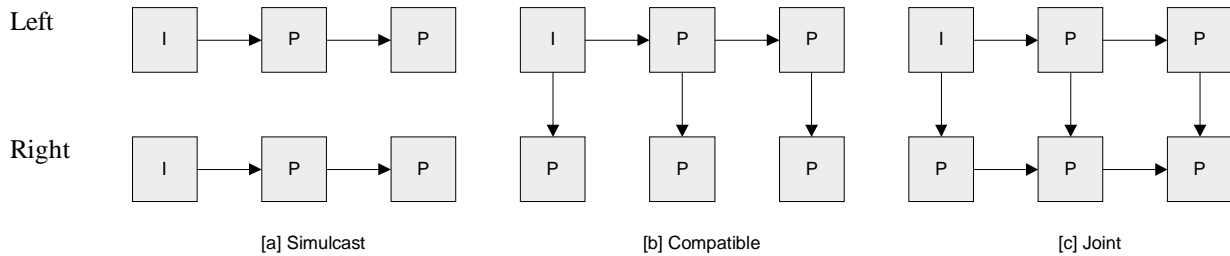 Left I P P I P P I P P
Right I P P P P P P P P
[a] Simulcast [b] Compatible [c] Joint